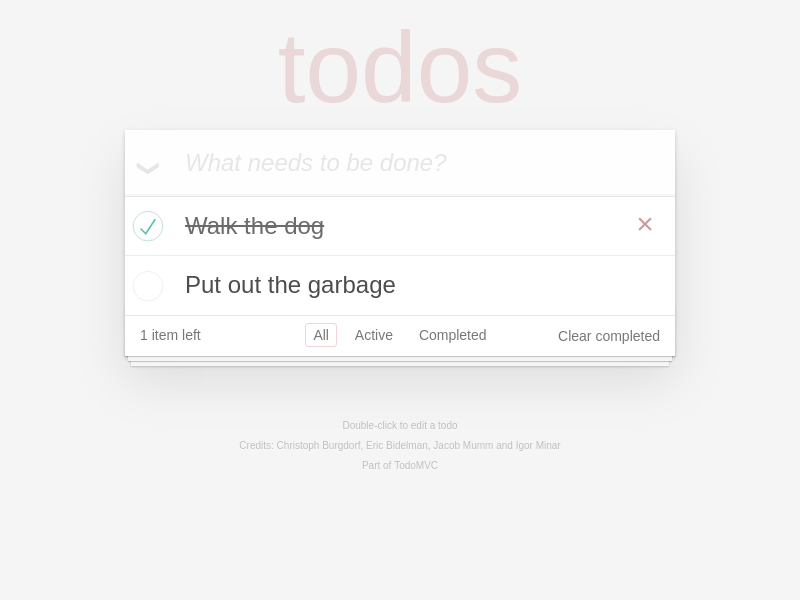 todos
What needs to be done?
Walk the dog
Put out the garbage
1 item left All Active Completed Clear completed
Double-click to edit a todo
Credits: Christoph Burgdorf, Eric Bidelman, Jacob Mumm and Igor Minar
Part of TodoMVC